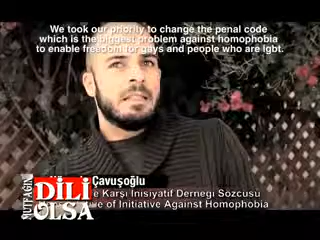 We took our priority to change the penal code
which is the biggest problem against homophobia
to enable freedom for gays and people who are lgbt.
Çavuşoğlu
Karşı İnisiyatif Derneği Sözcüsü
of Initiative Against Homophobia
MUTFAĞIN
DİLİ
OLSA